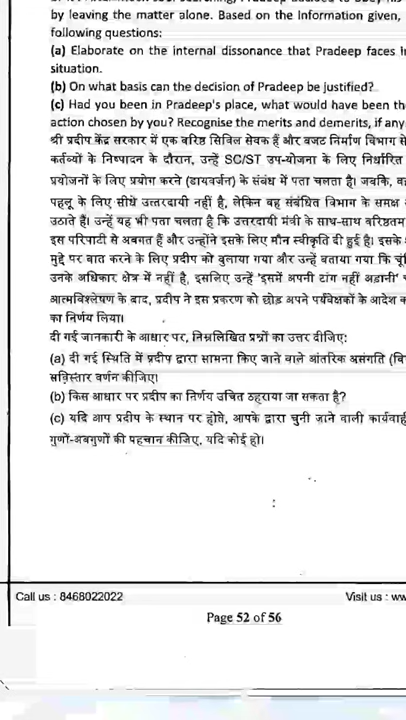 by leaving the matter alone. Based on the Information given,
following questions:
(a) Elaborate on the internal dissonance that Pradeep faces i
situation.
(b) On what basis can the decision of Pradeep be justified?
(c) Had you been in Pradeep's place, what would have been th
action chosen by you? Recognise the merits and demerits, if any
श्री प्रदीप केंद्र सरकार में एक वरिष्ठ सिविल सेवक हैं और बजट निर्माण विभाग से
कर्तव्यों के निष्पादन के दौरान, उन्हें SC/ST उप-योजना के लिए निर्धारित
प्रयोजनों के लिए प्रयोग करने (डायवर्जन) के संबंध में पता चलता है। जबकि, व
पहलू के लिए सीधे उत्तरदायी नहीं है, लेकिन वह संबंधित विभाग के समक्ष
उठाते हैं। उन्हें यह भी पता चलता है कि उत्तरदायी मंत्री के साथ-साथ वरिष्ठतम
इस परिपाटी से अवगत हैं और उन्होंने इसके लिए मौन स्वीकृति दी हुई है। इसके
मुद्दे पर बात करने के लिए प्रदीप को बुलाया गया और उन्हें बताया गया कि चूं
उनके अधिकार क्षेत्र में नहीं है, इसलिए उन्हें 'इसमें अपनी टांग नहीं अड़ानी'
आत्मविश्लेषण के बाद, प्रदीप ने इस प्रकरण को छोड़ अपने पर्यवेक्षकों के आदेश क
का निर्णय लिया।
दी गई जानकारी के आधार पर, निम्नलिखित प्रश्नों का उत्तर दीजिए:
(a) दी गई स्थिति में प्रदीप द्वारा सामना किए जाने वाले आंतरिक असंगति (वि
सविस्तार वर्णन कीजिए।
(b) किस आधार पर प्रदीप का निर्णय उचित ठहराया जा सकता है?
(c) यदि आप प्रदीप के स्थान पर होते, आपके द्वारा चुनी जाने वाली कार्यवाई
गुणों-अवगुणों की पहचान कीजिए, यदि कोई हो।
Call us : 8468022022 Visit us : ww
Page 52 of 56